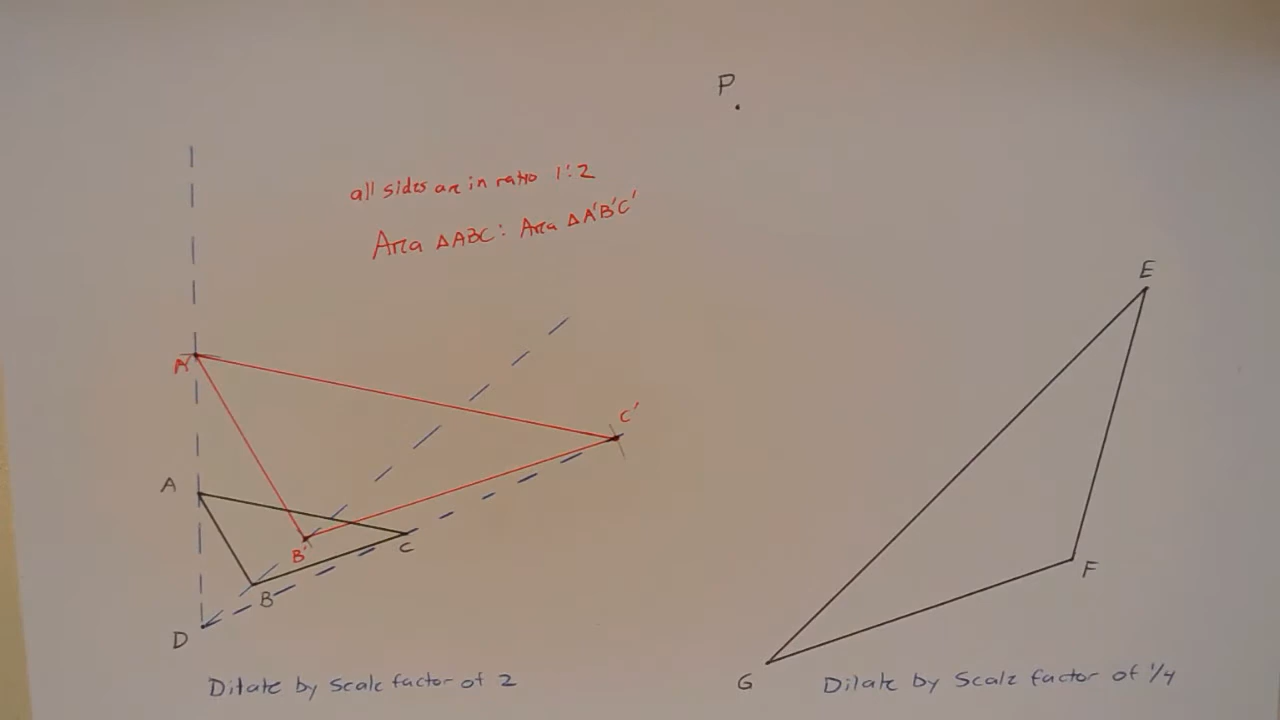 P
all sides are in ratio 1:2
Area △ABC : Area △A'B'C'
E
A'
C'
A
B'
C
B
F
D
G
Dilate by Scale factor of 2
Dilate by Scale factor of 1/4